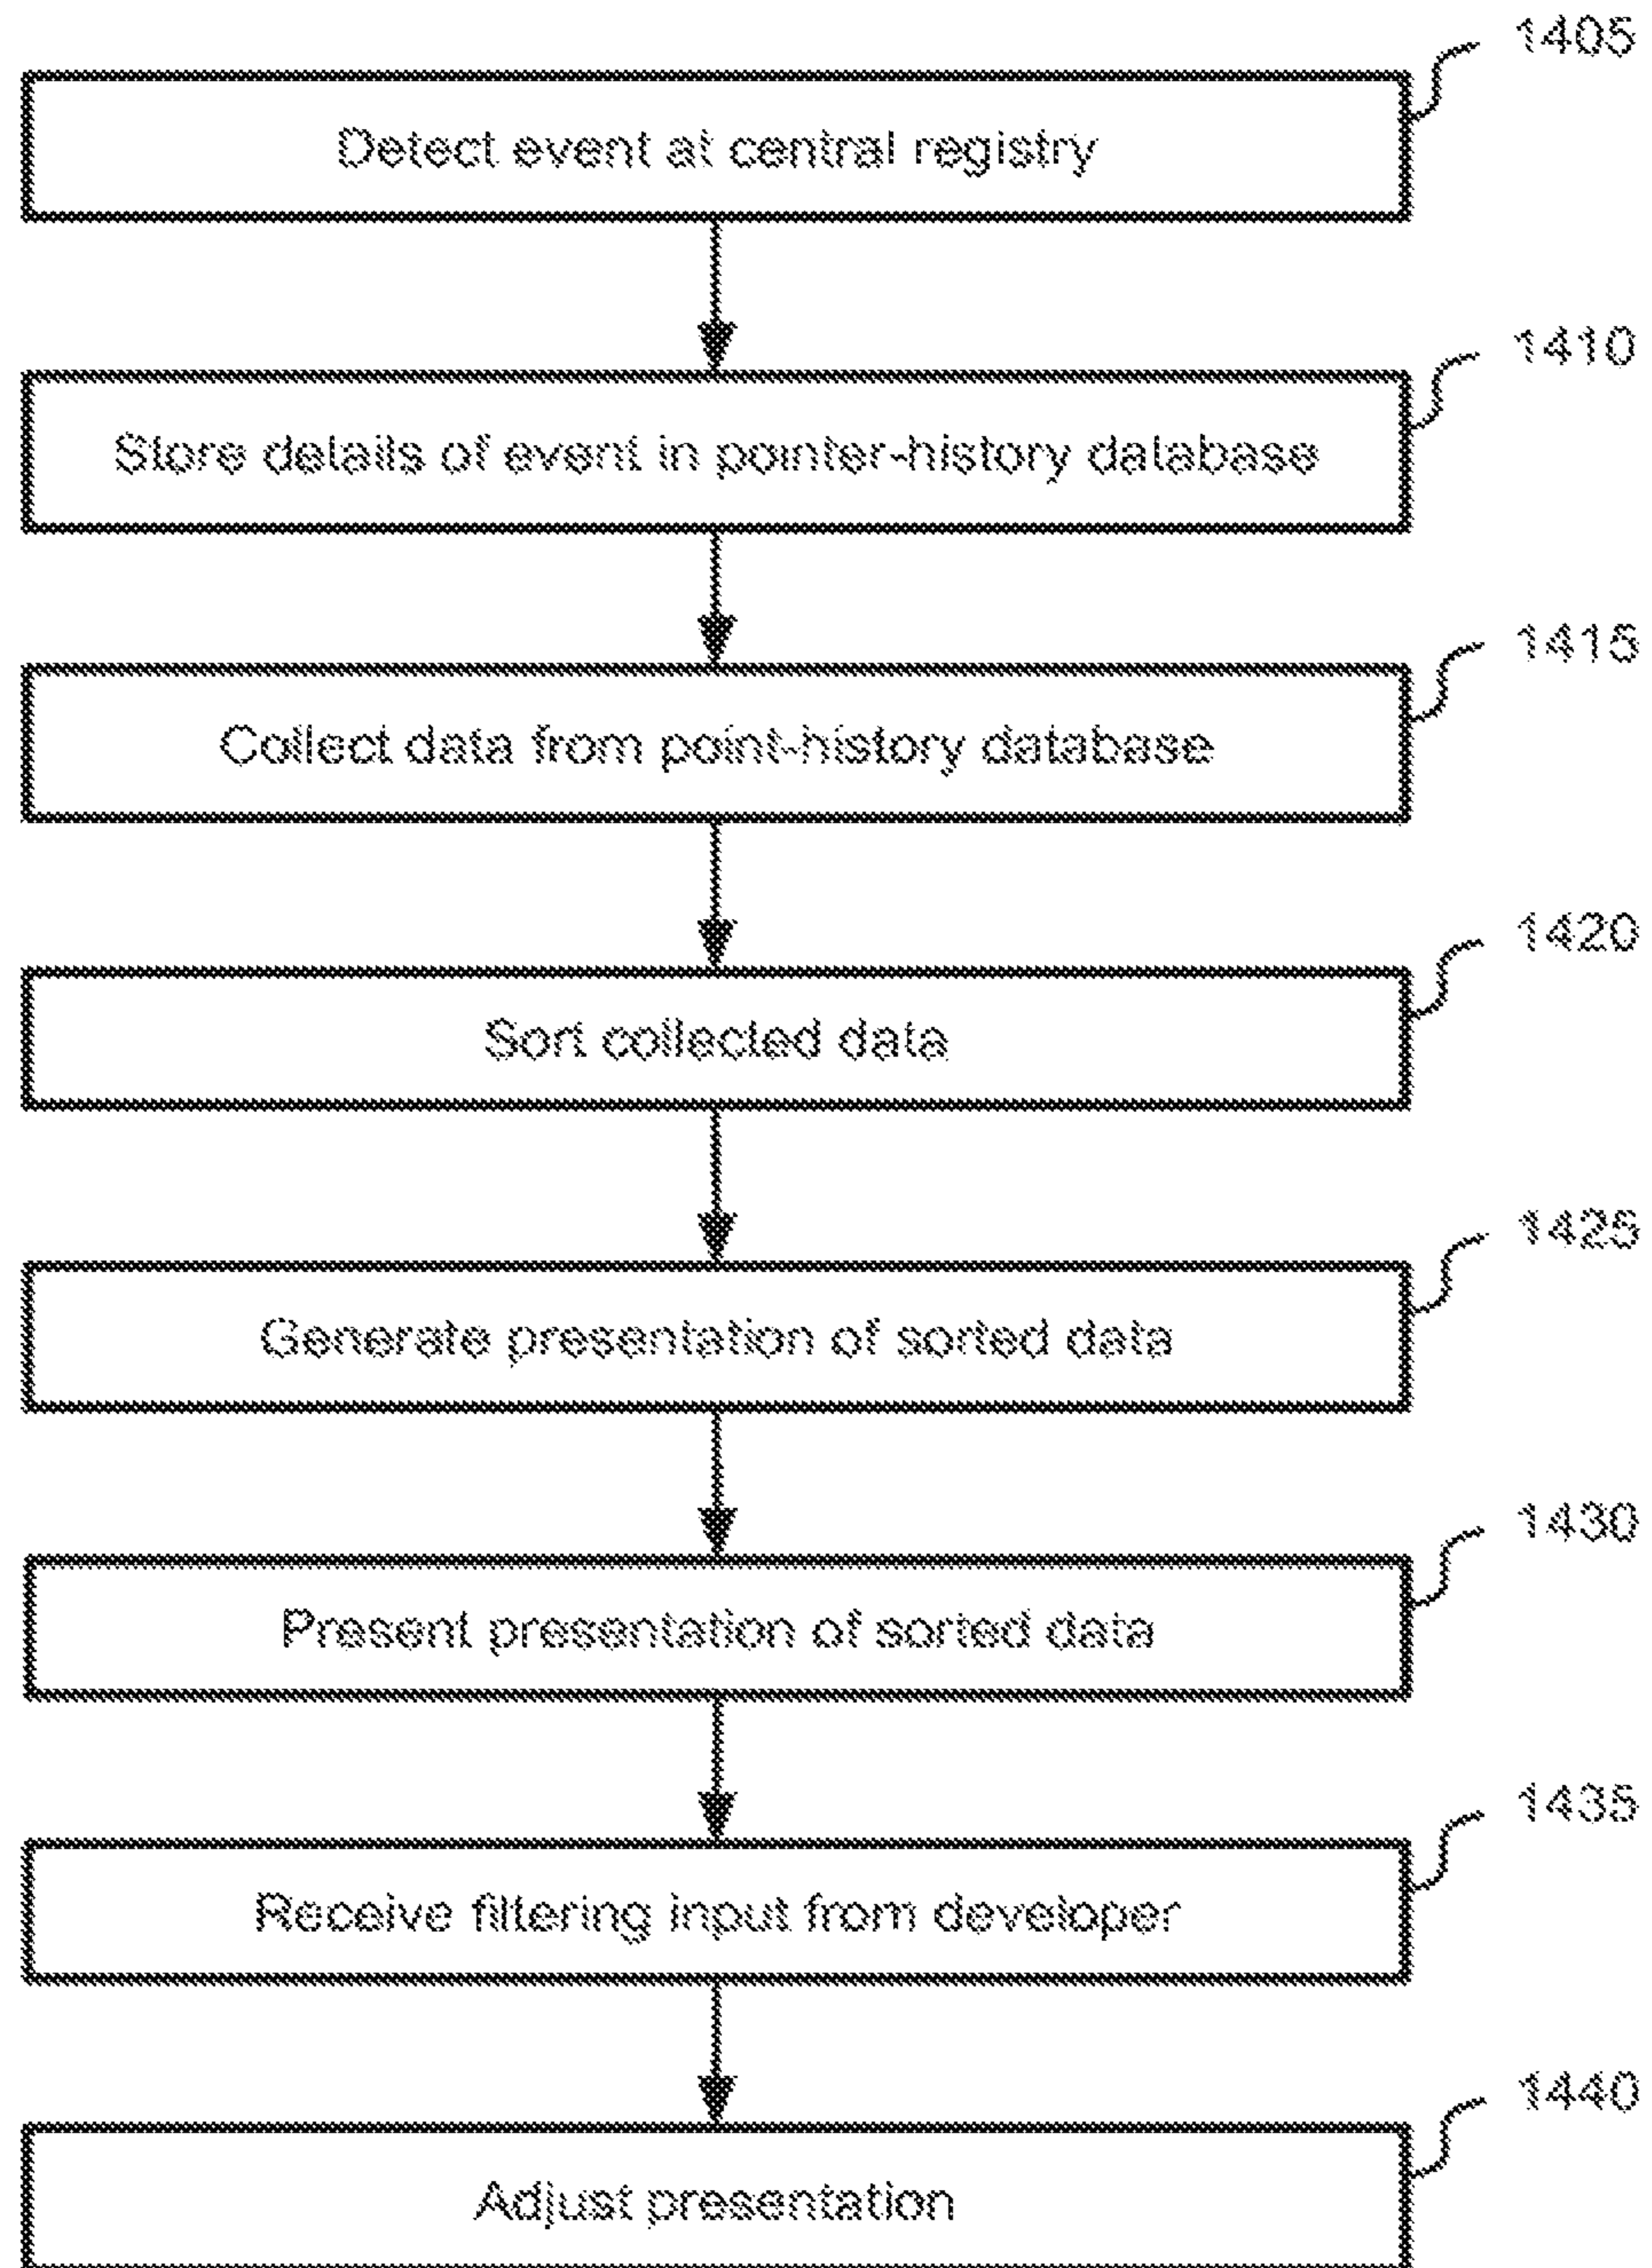 1405
Detect event at central registry
1410
Store details of event in pointer-history database
1415
Collect data from point-history database
1420
Sort collected data
1425
Generate presentation of sorted data
1430
Present presentation of sorted data
1435
Receive filtering input from developer
1440
Adjust presentation